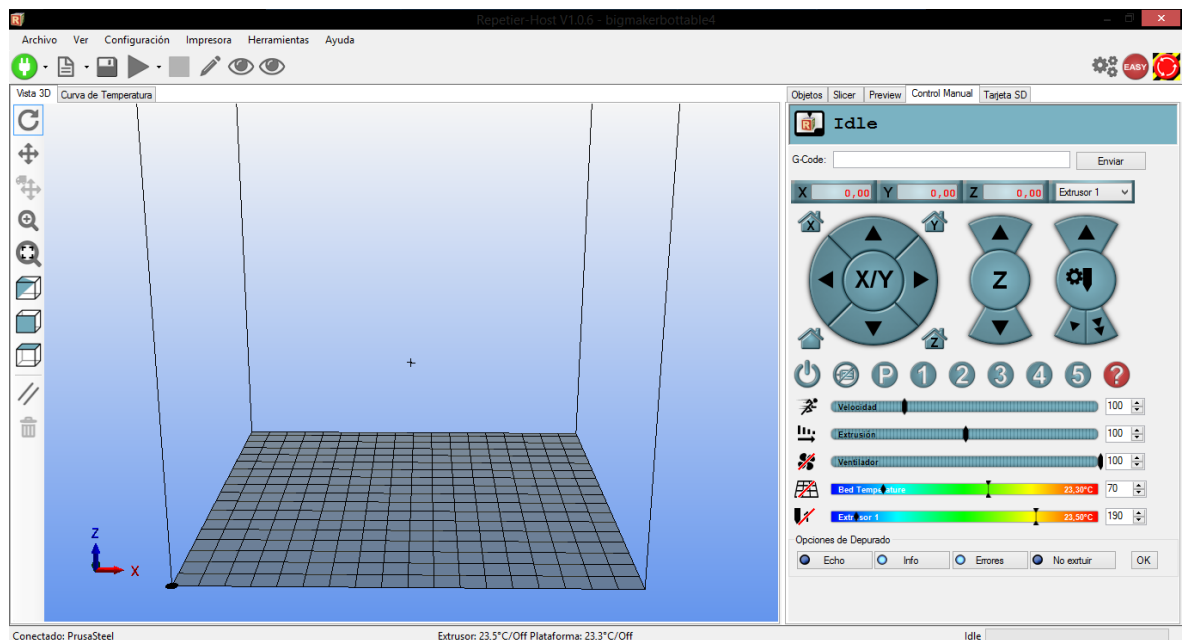 Repetier-Host V1.0.6 - bigmakerbottable4
Archivo Ver Configuración Impresora Herramientas Ayuda
EASY
Vista 3D Curva de Temperatura
Objetos Slicer Preview Control Manual Tarjeta SD
Idle
G-Code: Enviar
X 0,00 Y 0,00 Z 0,00 Extrusor 1
X Y
X/Y Z
Z
P 1 2 3 4 5 ?
Velocidad 100
Extrusión 100
Ventilador 100
Bed Temperature 23,30°C 70
Extrusor 1 23,50°C 190
Opciones de Depurado
Echo Info Errores No exrtuir OK
Z
X
Conectado: PrusaSteel Extrusor: 23.5°C/Off Plataforma: 23.3°C/Off Idle